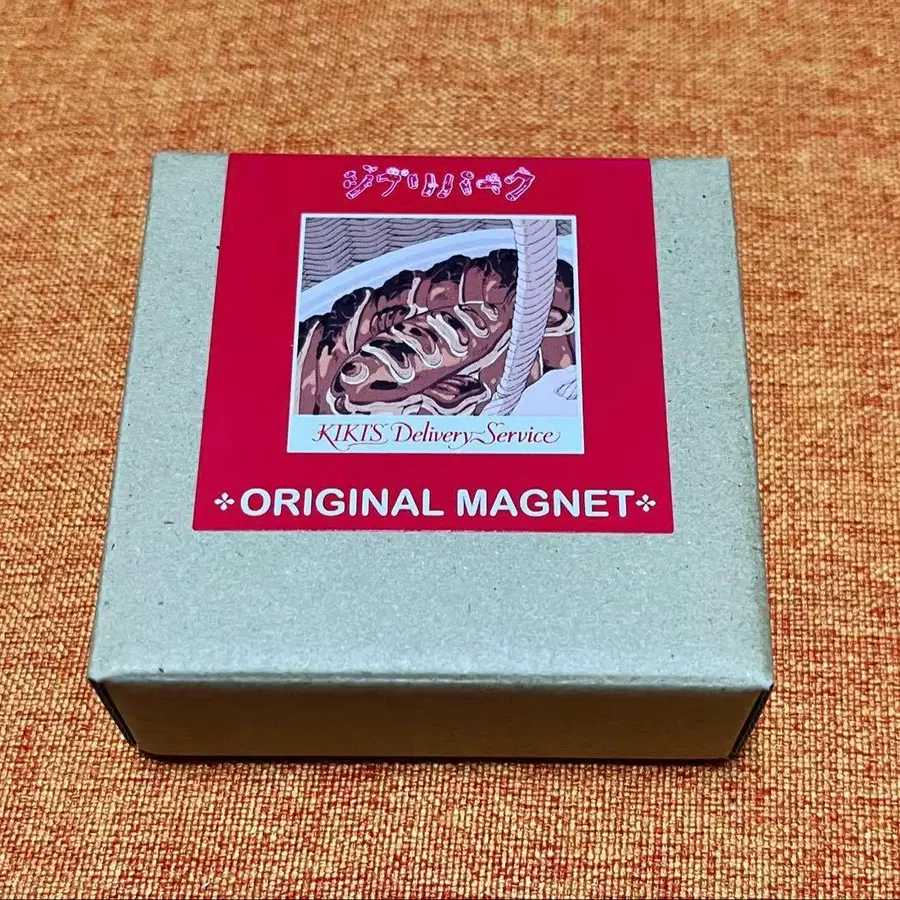 ジブリパーク
KIKI'S Delivery Service
ORIGINAL MAGNET